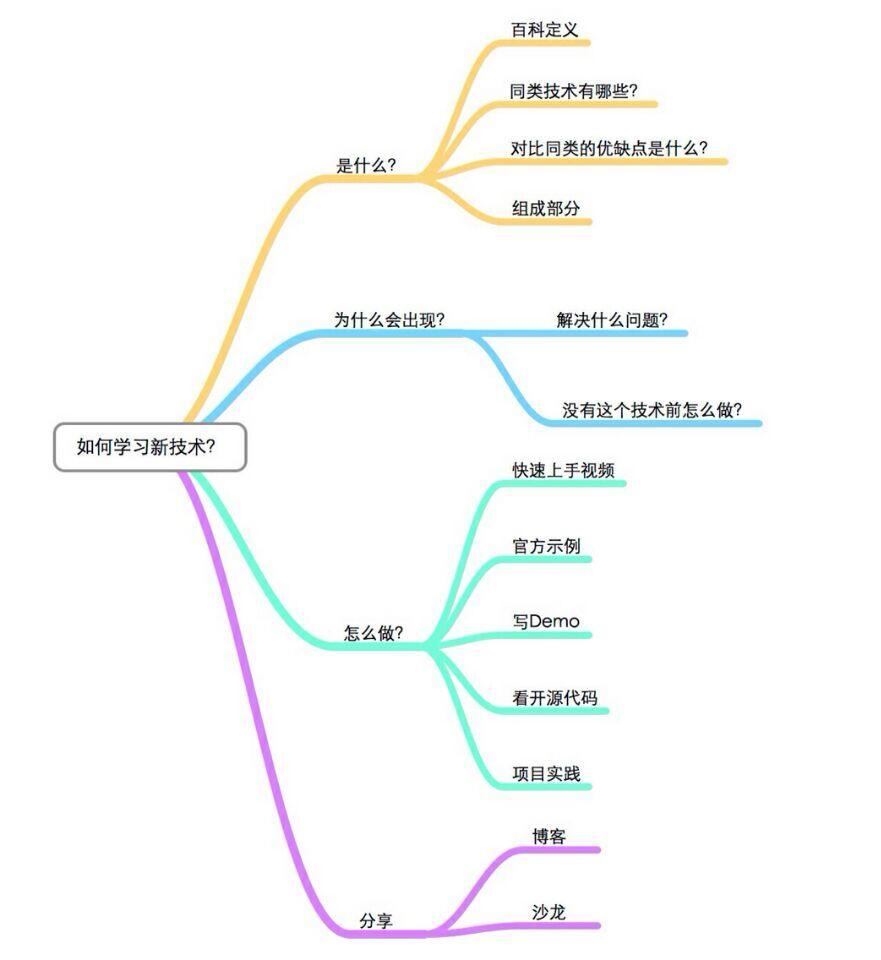 百科定义
同类技术有哪些?
对比同类的优缺点是什么?
是什么?
组成部分
为什么会出现?
解决什么问题?
没有这个技术前怎么做?
如何学习新技术?
快速上手视频
官方示例
写Demo
怎么做?
看开源代码
项目实践
博客
分享
沙龙